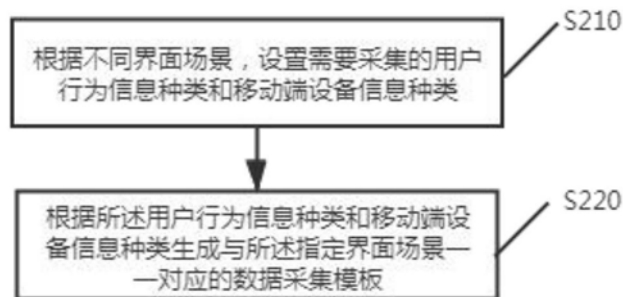 S210
根据不同界面场景，设置需要采集的用户
行为信息种类和移动端设备信息种类
S220
根据所述用户行为信息种类和移动端设
备信息种类生成与所述指定界面场景一
一对应的数据采集模板